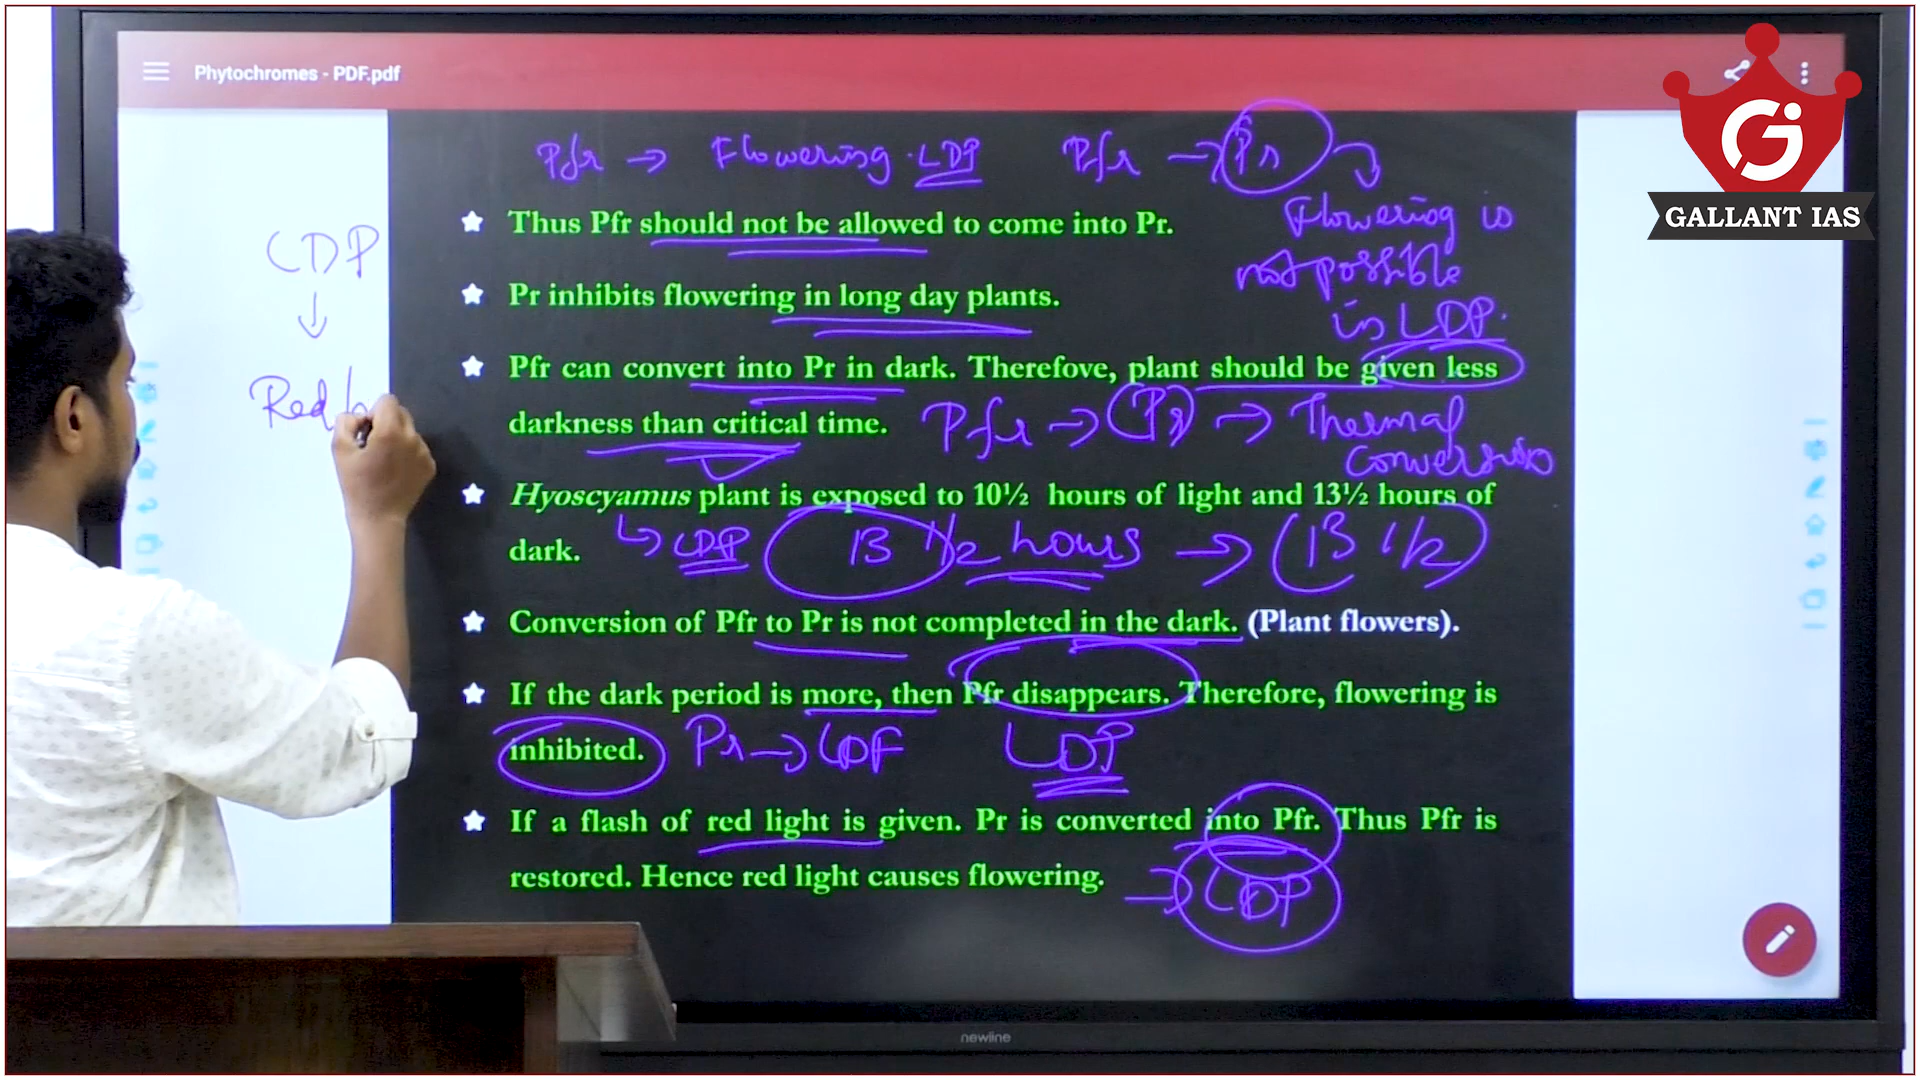 Phytochromes - PDF.pdf
GALLANT IAS
Pfr → Flowering LDP Pfr → Pr
Flowering is
not possible
in LDP.
LDP
↓
Red
★ Thus Pfr should not be allowed to come into Pr.
★ Pr inhibits flowering in long day plants.
★ Pfr can convert into Pr in dark. Therefove, plant should be given less
darkness than critical time.
Pfr → Pr → Thermal
conversion
★ Hyoscyamus plant is exposed to 10½ hours of light and 13½ hours of
dark.
↳ LDP 13 1/2 hours → 13 1/2
★ Conversion of Pfr to Pr is not completed in the dark. (Plant flowers).
★ If the dark period is more, then Pfr disappears. Therefore, flowering is
inhibited.
Pr → LDP LDP
★ If a flash of red light is given. Pr is converted into Pfr. Thus Pfr is
restored. Hence red light causes flowering.
→ LDP
newline